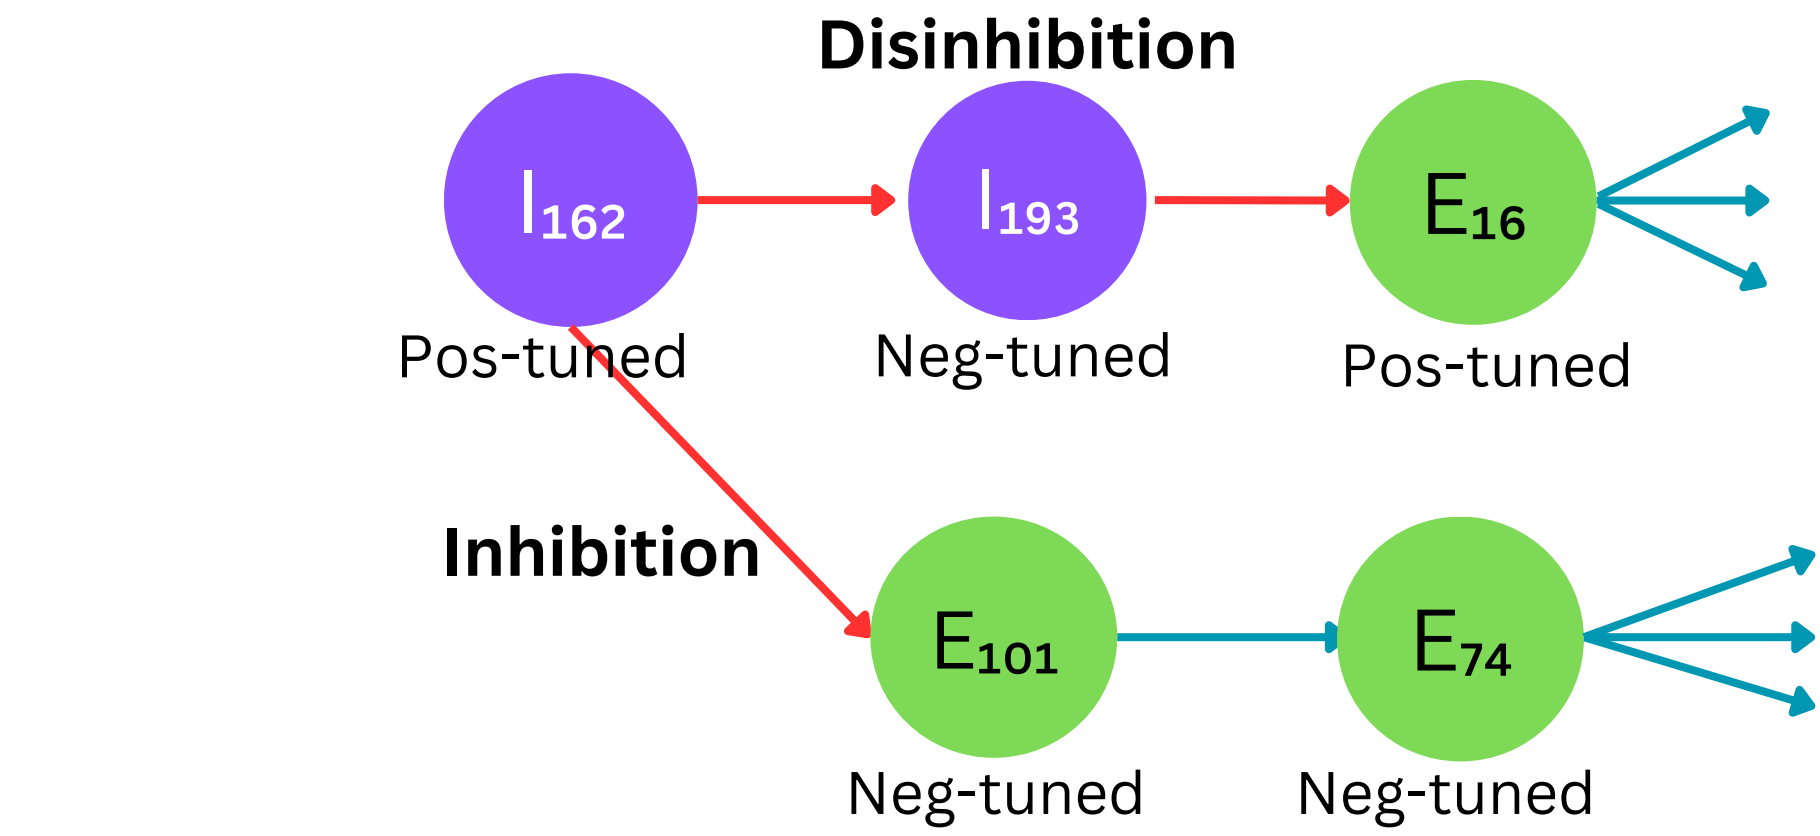 Disinhibition
I₁₆₂
I₁₉₃
E₁₆
Pos-tuned
Neg-tuned
Pos-tuned
Inhibition
E₁₀₁
E₇₄
Neg-tuned
Neg-tuned